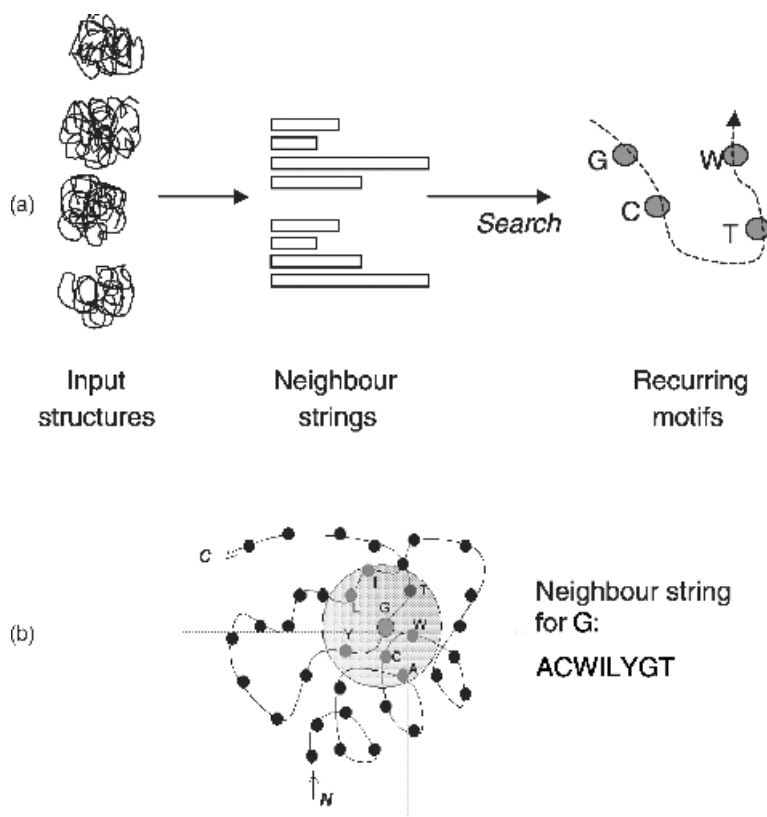 (a)
G
C
W
T
Search
Input
structures
Neighbour
strings
Recurring
motifs
(b)
C
I
T
L
G
W
Y
C
A
N
Neighbour string
for G:
ACWILYGT